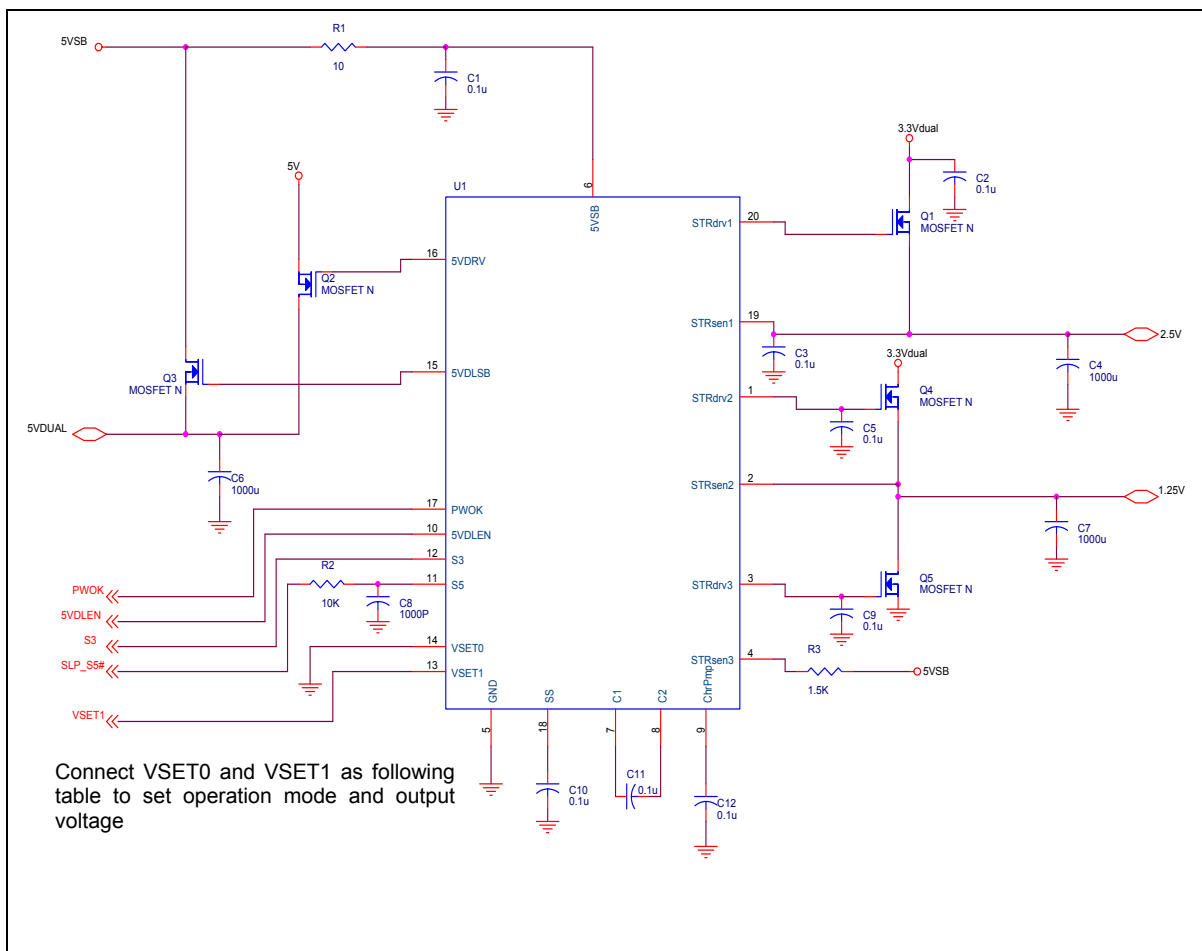 5VSB
R1
10
C1
0.1u
3.3Vdual
C2
0.1u
5V
6
U1
5VSB
STRdrv1
20
Q1
MOSFET N
16
5VDRV
Q2
MOSFET N
STRsen1
19
2.5V
C3
0.1u
3.3Vdual
C4
1000u
15
5VDLSB
Q3
MOSFET N
STRdrv2
1
Q4
MOSFET N
C5
0.1u
5VDUAL
C6
1000u
STRsen2
2
1.25V
C7
1000u
17
PWOK
10
5VDLEN
12
S3
R2
10K
11
S5
C8
1000P
STRdrv3
3
Q5
MOSFET N
C9
0.1u
PWOK
5VDLEN
S3
SLP_S5#
VSET1
14
VSET0
13
VSET1
STRsen3
4
R3
1.5K
5VSB
GND
SS
C1
C2
ChrPmp
5
18
7
8
9
C10
0.1u
C11
0.1u
C12
0.1u
Connect VSET0 and VSET1 as following
table to set operation mode and output
voltage